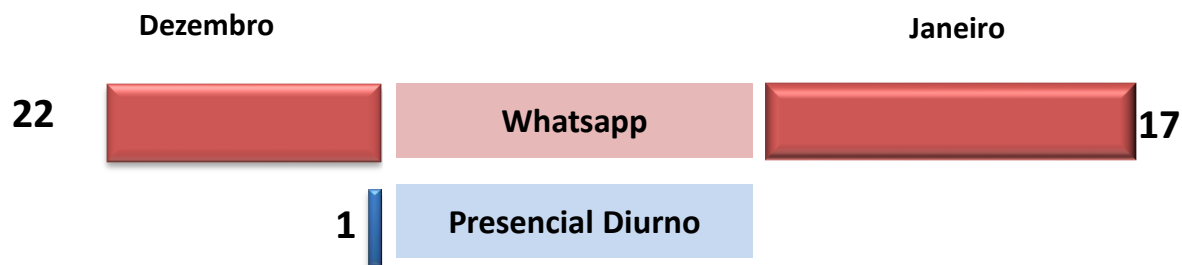 Dezembro
Janeiro
22
Whatsapp
17
1
Presencial Diurno